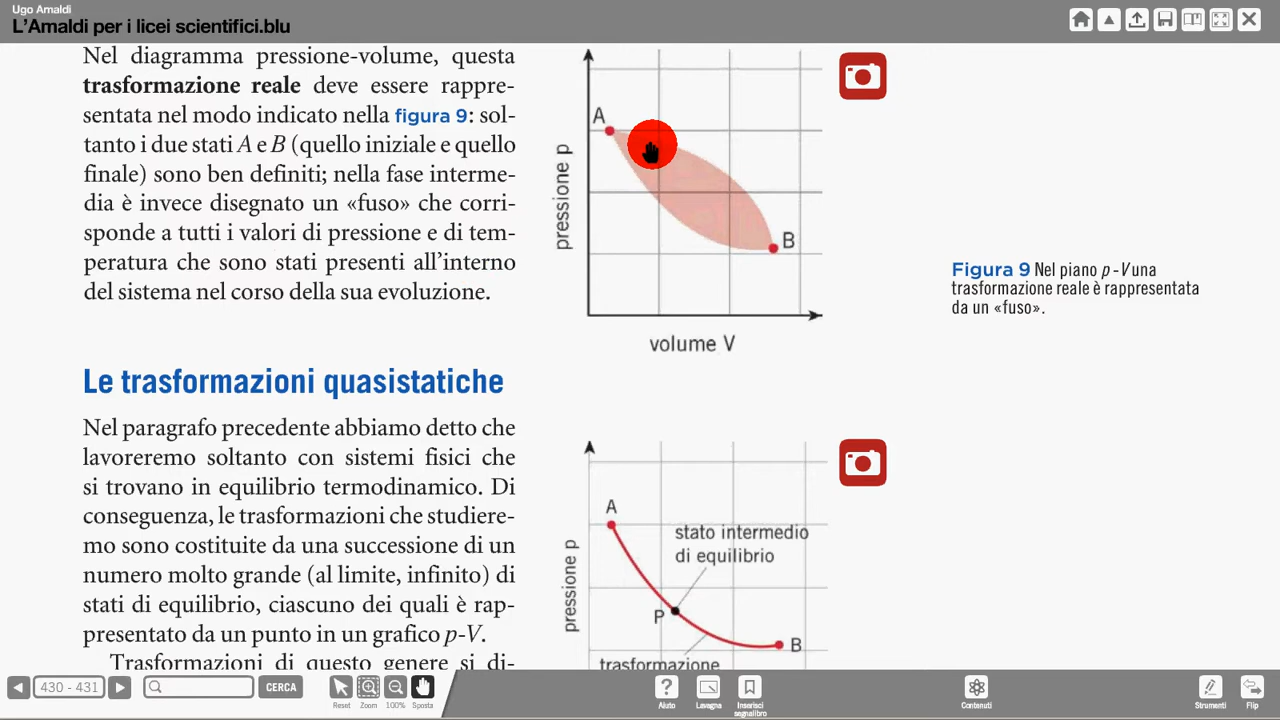 Ugo Amaldi
L'Amaldi per i licei scientifici.blu
Nel diagramma pressione-volume, questa
trasformazione reale deve essere rappre-
sentata nel modo indicato nella figura 9: sol-
tanto i due stati A e B (quello iniziale e quello
finale) sono ben definiti; nella fase interme-
dia è invece disegnato un «fuso» che corri-
sponde a tutti i valori di pressione e di tem-
peratura che sono stati presenti all'interno
del sistema nel corso della sua evoluzione.
A
B
pressione p
volume V
Figura 9 Nel piano p-V una
trasformazione reale è rappresentata
da un «fuso».
Le trasformazioni quasistatiche
Nel paragrafo precedente abbiamo detto che
lavoreremo soltanto con sistemi fisici che
si trovano in equilibrio termodinamico. Di
conseguenza, le trasformazioni che studiere-
mo sono costituite da una successione di un
numero molto grande (al limite, infinito) di
stati di equilibrio, ciascuno dei quali è rap-
presentato da un punto in un grafico p-V.
Trasformazioni di questo genere si di-
A
stato intermedio
di equilibrio
pressione p
P
B
trasformazione
430 - 431
CERCA
Reset
Zoom
100%
Sposta
?
Aiuto
Lavagna
Inserisci
segnalibro
Contenuti
Strumenti
Flip